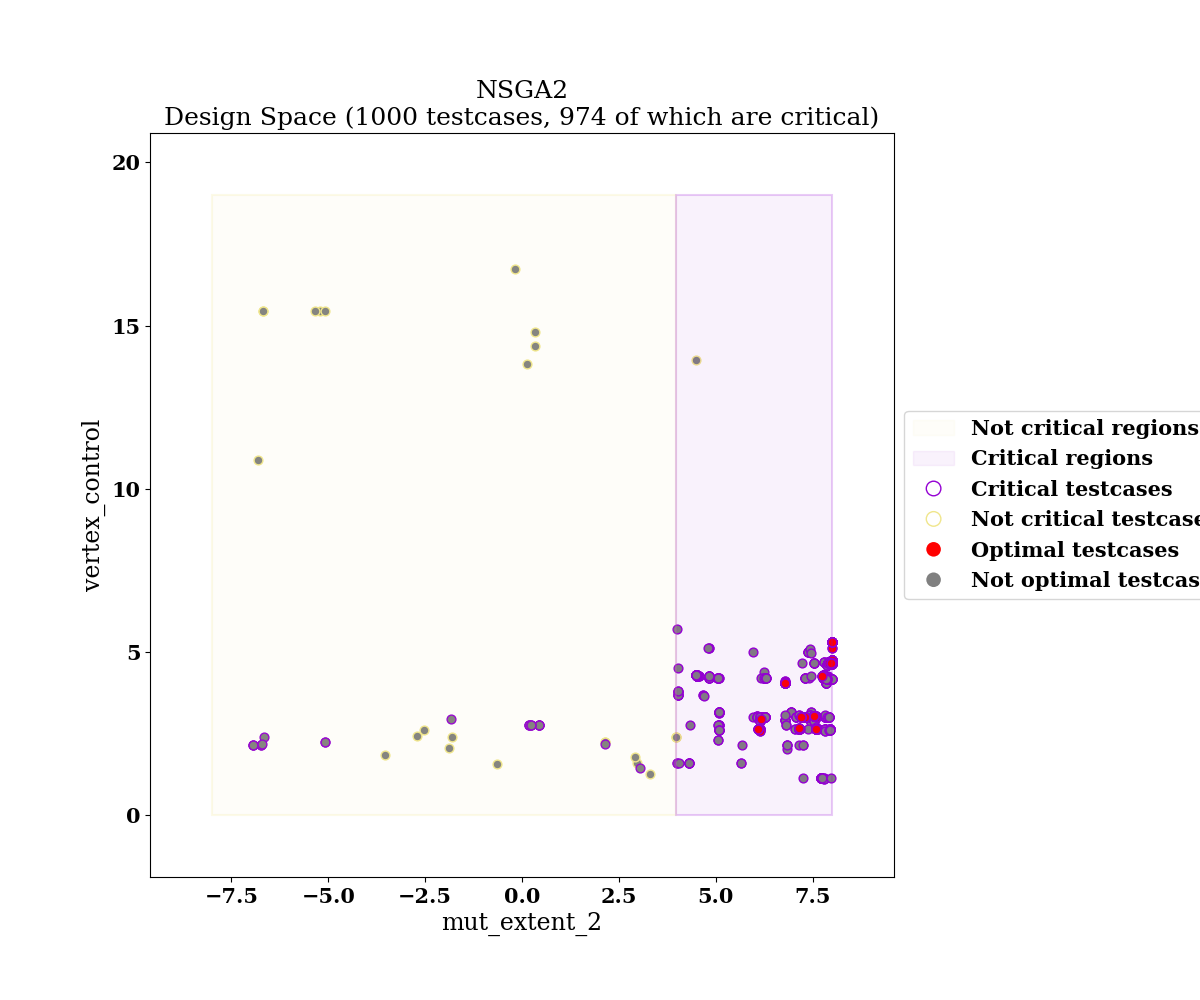 NSGA2
Design Space (1000 testcases, 974 of which are critical)
20
15
10
5
0
vertex_control
−7.5
−5.0
−2.5
0.0
2.5
5.0
7.5
mut_extent_2
Not critical regions
Critical regions
Critical testcases
Not critical testcase
Optimal testcases
Not optimal testcas